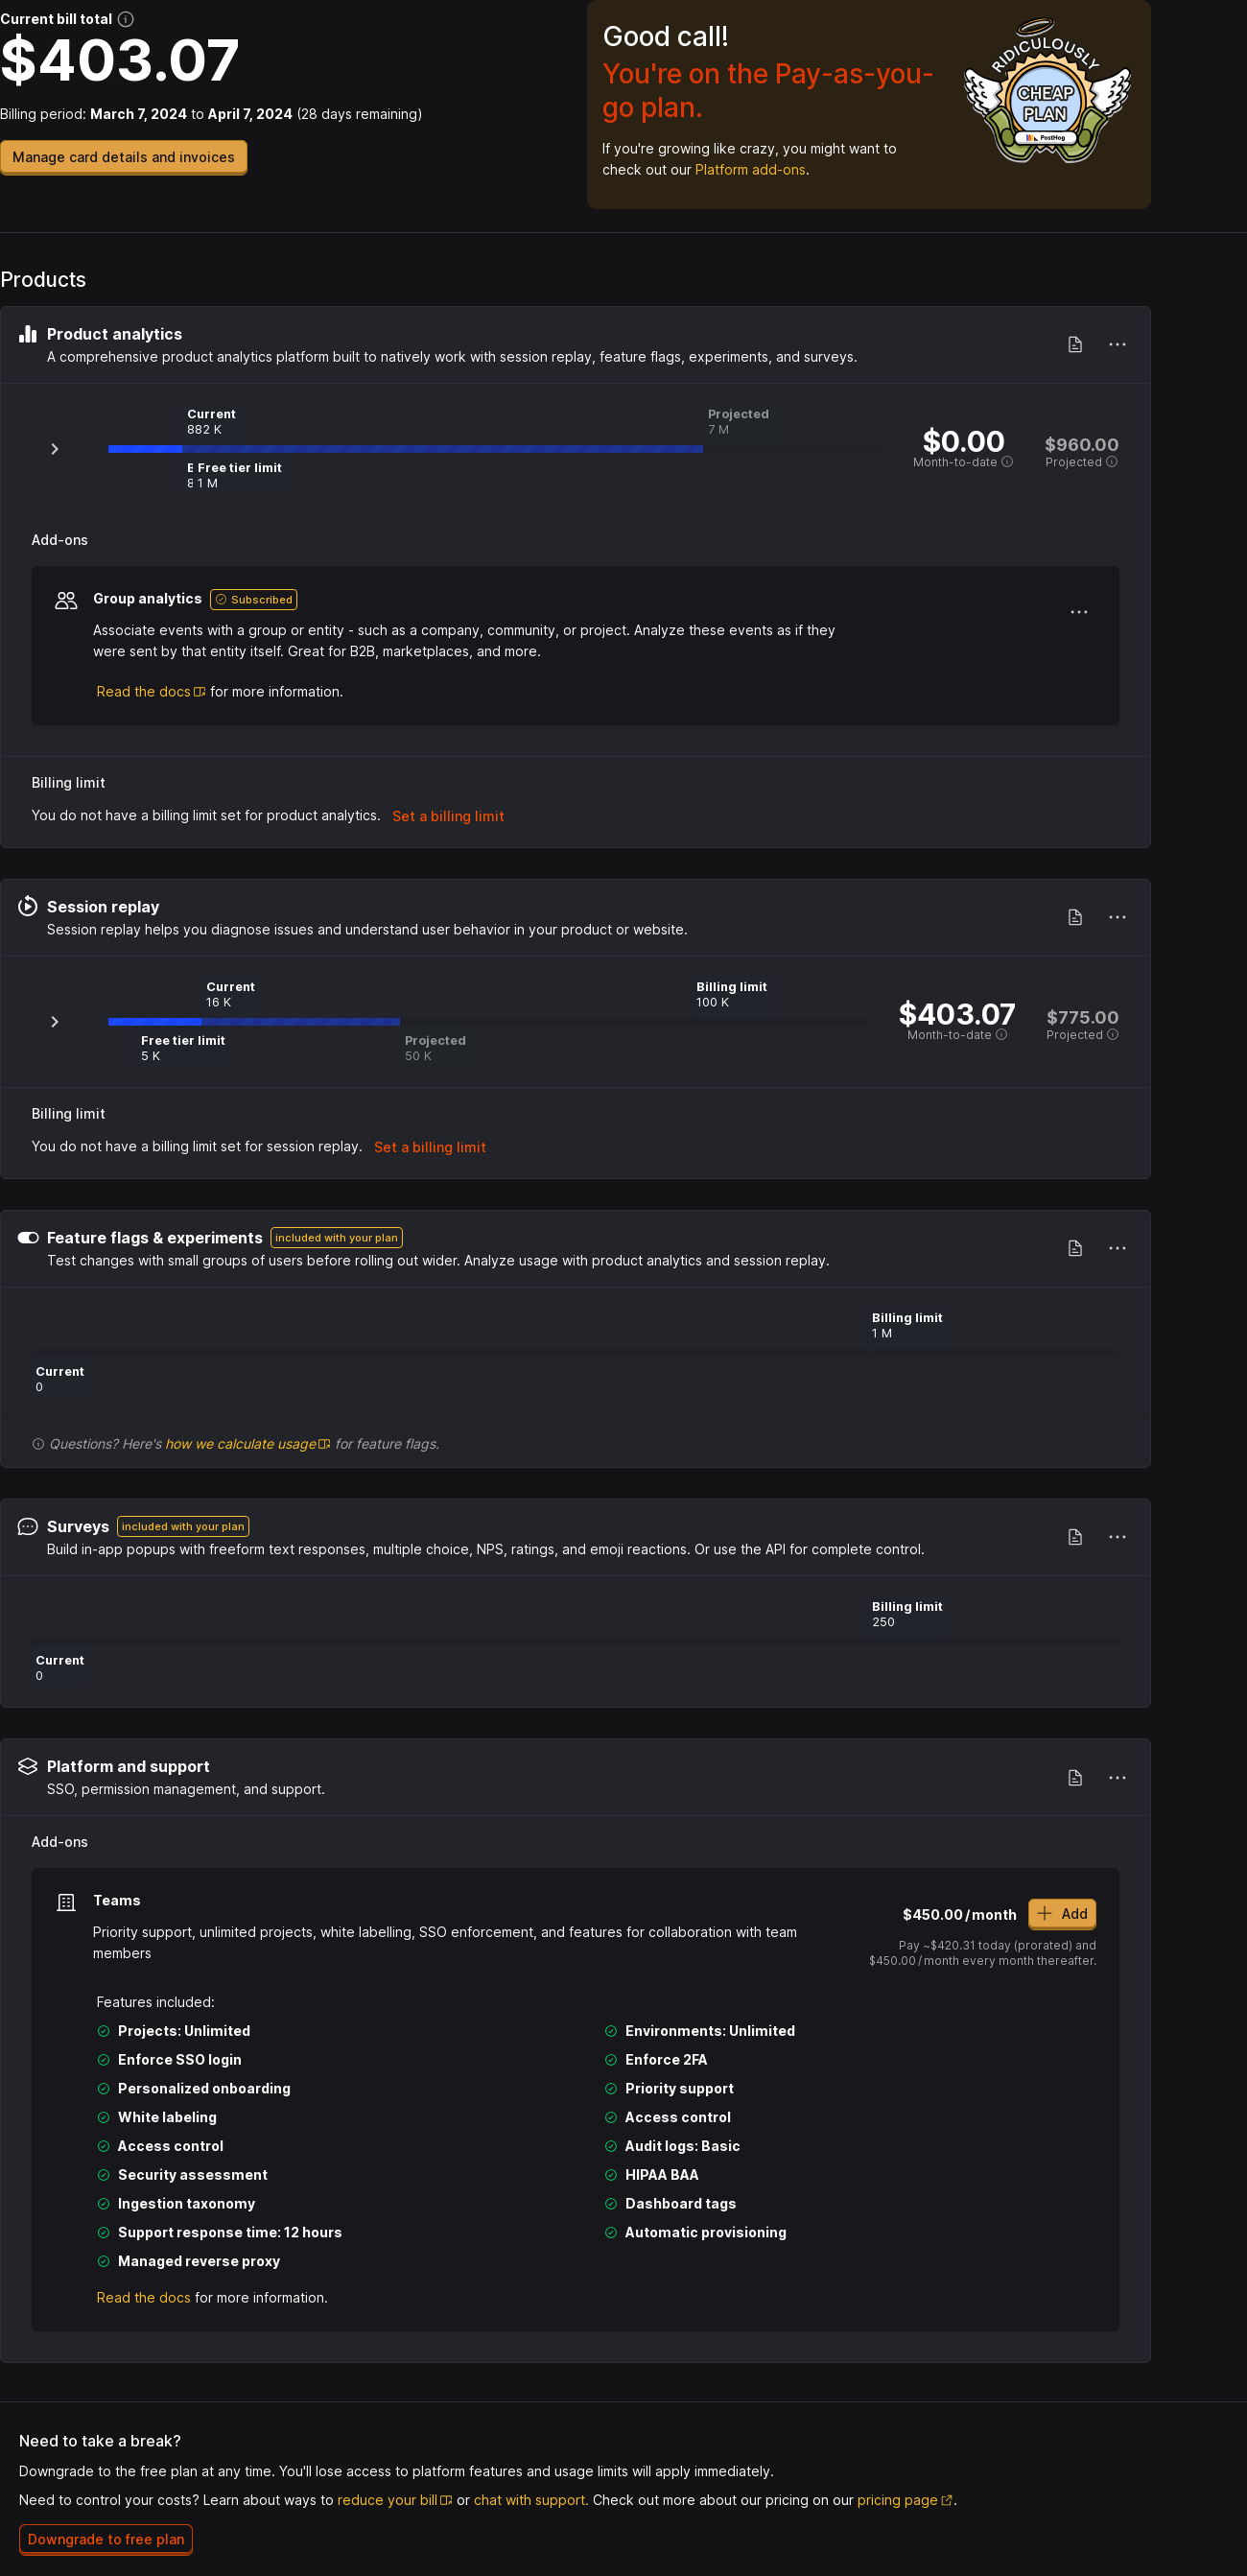 Current bill total
$403.07
Billing period: March 7, 2024 to April 7, 2024 (28 days remaining)
Manage card details and invoices
Good call!
You're on the Pay-as-you-
go plan.
If you're growing like crazy, you might want to
check out our Platform add-ons.
RIDICULOUSLY
CHEAP
PLAN
PostHog
Products
Product analytics
A comprehensive product analytics platform built to natively work with session replay, feature flags, experiments, and surveys.
Current
882 K
Projected
7 M
Free tier limit
1 M
$0.00
Month-to-date
$960.00
Projected
Add-ons
Group analytics
Subscribed
Associate events with a group or entity - such as a company, community, or project. Analyze these events as if they
were sent by that entity itself. Great for B2B, marketplaces, and more.
Read the docs for more information.
Billing limit
You do not have a billing limit set for product analytics. Set a billing limit
Session replay
Session replay helps you diagnose issues and understand user behavior in your product or website.
Current
16 K
Billing limit
100 K
Free tier limit
5 K
Projected
50 K
$403.07
Month-to-date
$775.00
Projected
Billing limit
You do not have a billing limit set for session replay. Set a billing limit
Feature flags & experiments
included with your plan
Test changes with small groups of users before rolling out wider. Analyze usage with product analytics and session replay.
Billing limit
1 M
Current
0
Questions? Here's how we calculate usage for feature flags.
Surveys
included with your plan
Build in-app popups with freeform text responses, multiple choice, NPS, ratings, and emoji reactions. Or use the API for complete control.
Billing limit
250
Current
0
Platform and support
SSO, permission management, and support.
Add-ons
Teams
Priority support, unlimited projects, white labelling, SSO enforcement, and features for collaboration with team
members
$450.00/month
Add
Pay ~$420.31 today (prorated) and
$450.00/month every month thereafter.
Features included:
Projects: Unlimited
Environments: Unlimited
Enforce SSO login
Enforce 2FA
Personalized onboarding
Priority support
White labeling
Access control
Access control
Audit logs: Basic
Security assessment
HIPAA BAA
Ingestion taxonomy
Dashboard tags
Support response time: 12 hours
Automatic provisioning
Managed reverse proxy
Read the docs for more information.
Need to take a break?
Downgrade to the free plan at any time. You'll lose access to platform features and usage limits will apply immediately.
Need to control your costs? Learn about ways to reduce your bill or chat with support. Check out more about our pricing on our pricing page.
Downgrade to free plan